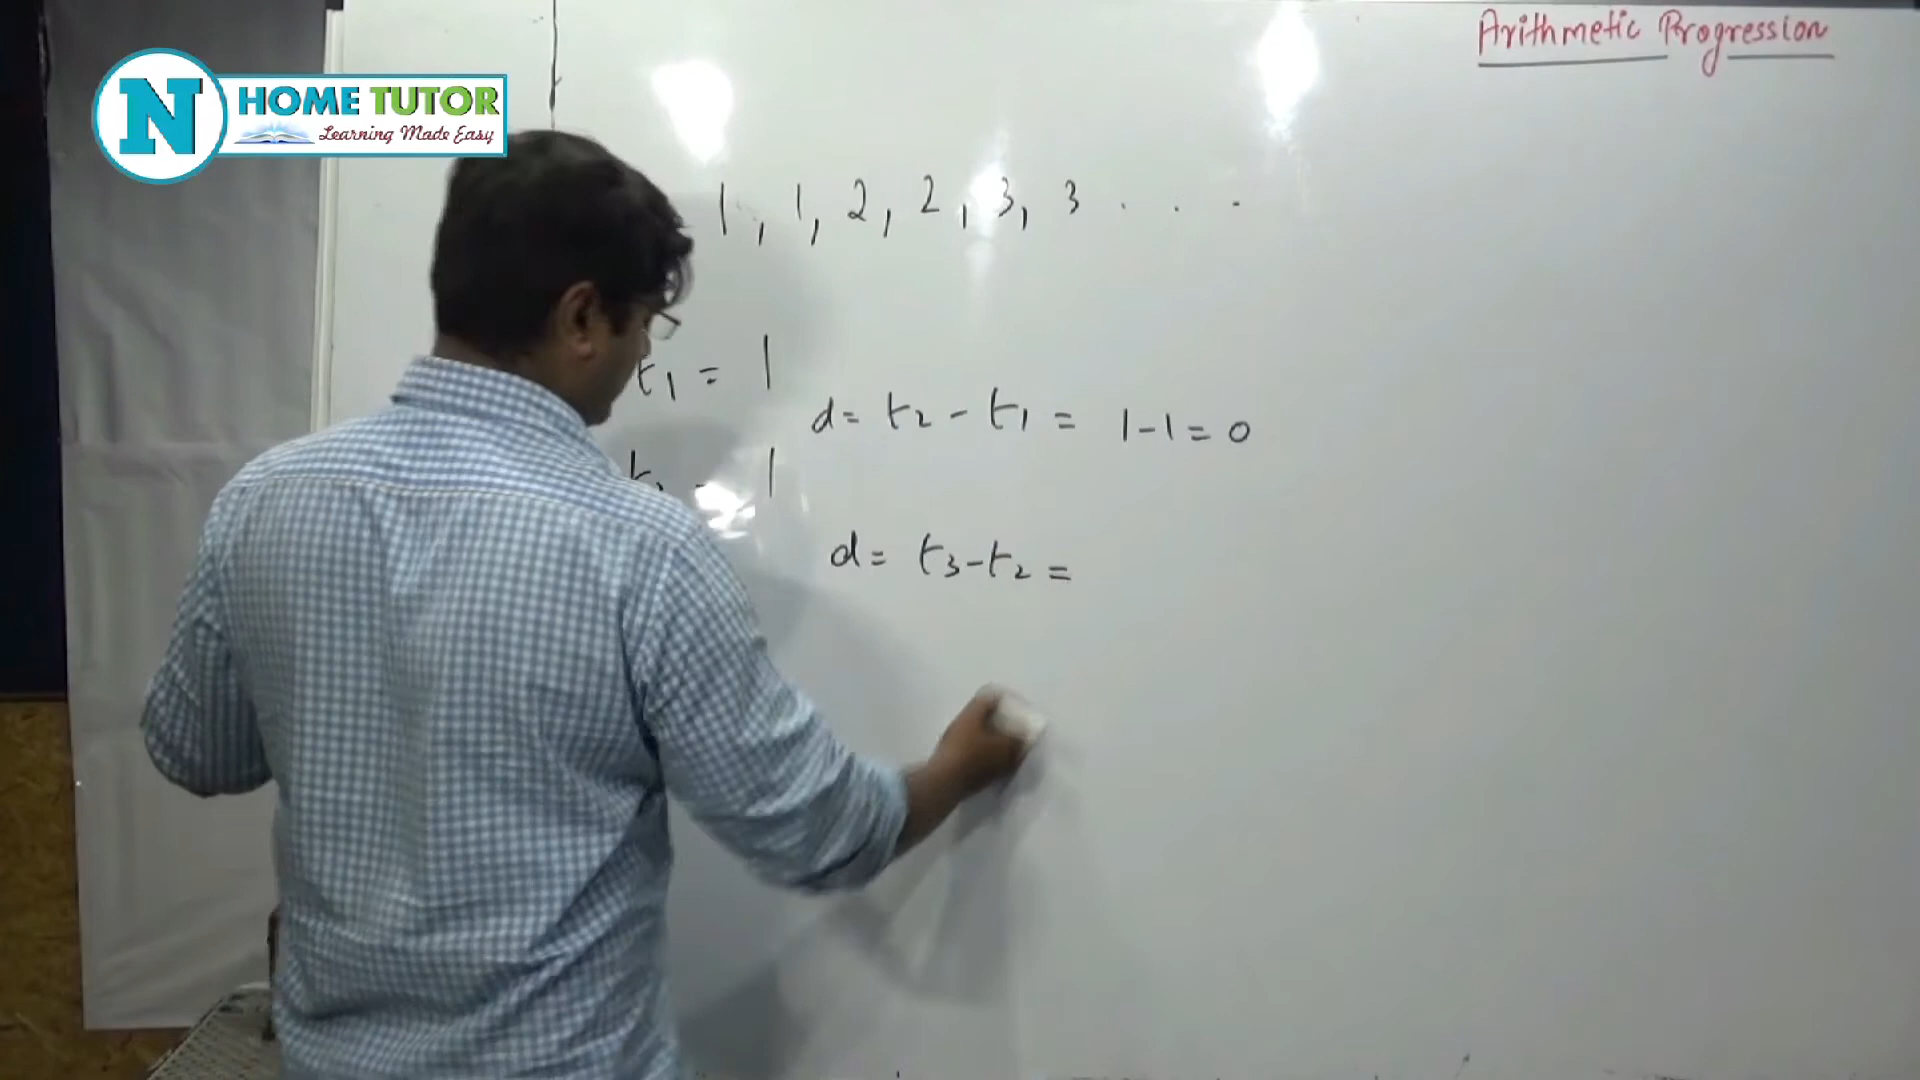 Arithmetic Progression
N HOME TUTOR
Learning Made Easy
1, 1, 2, 2, 3, 3 . . .
t1 = 1
d = t2 - t1 = 1-1 = 0
t2 = 1
d = t3-t2 =